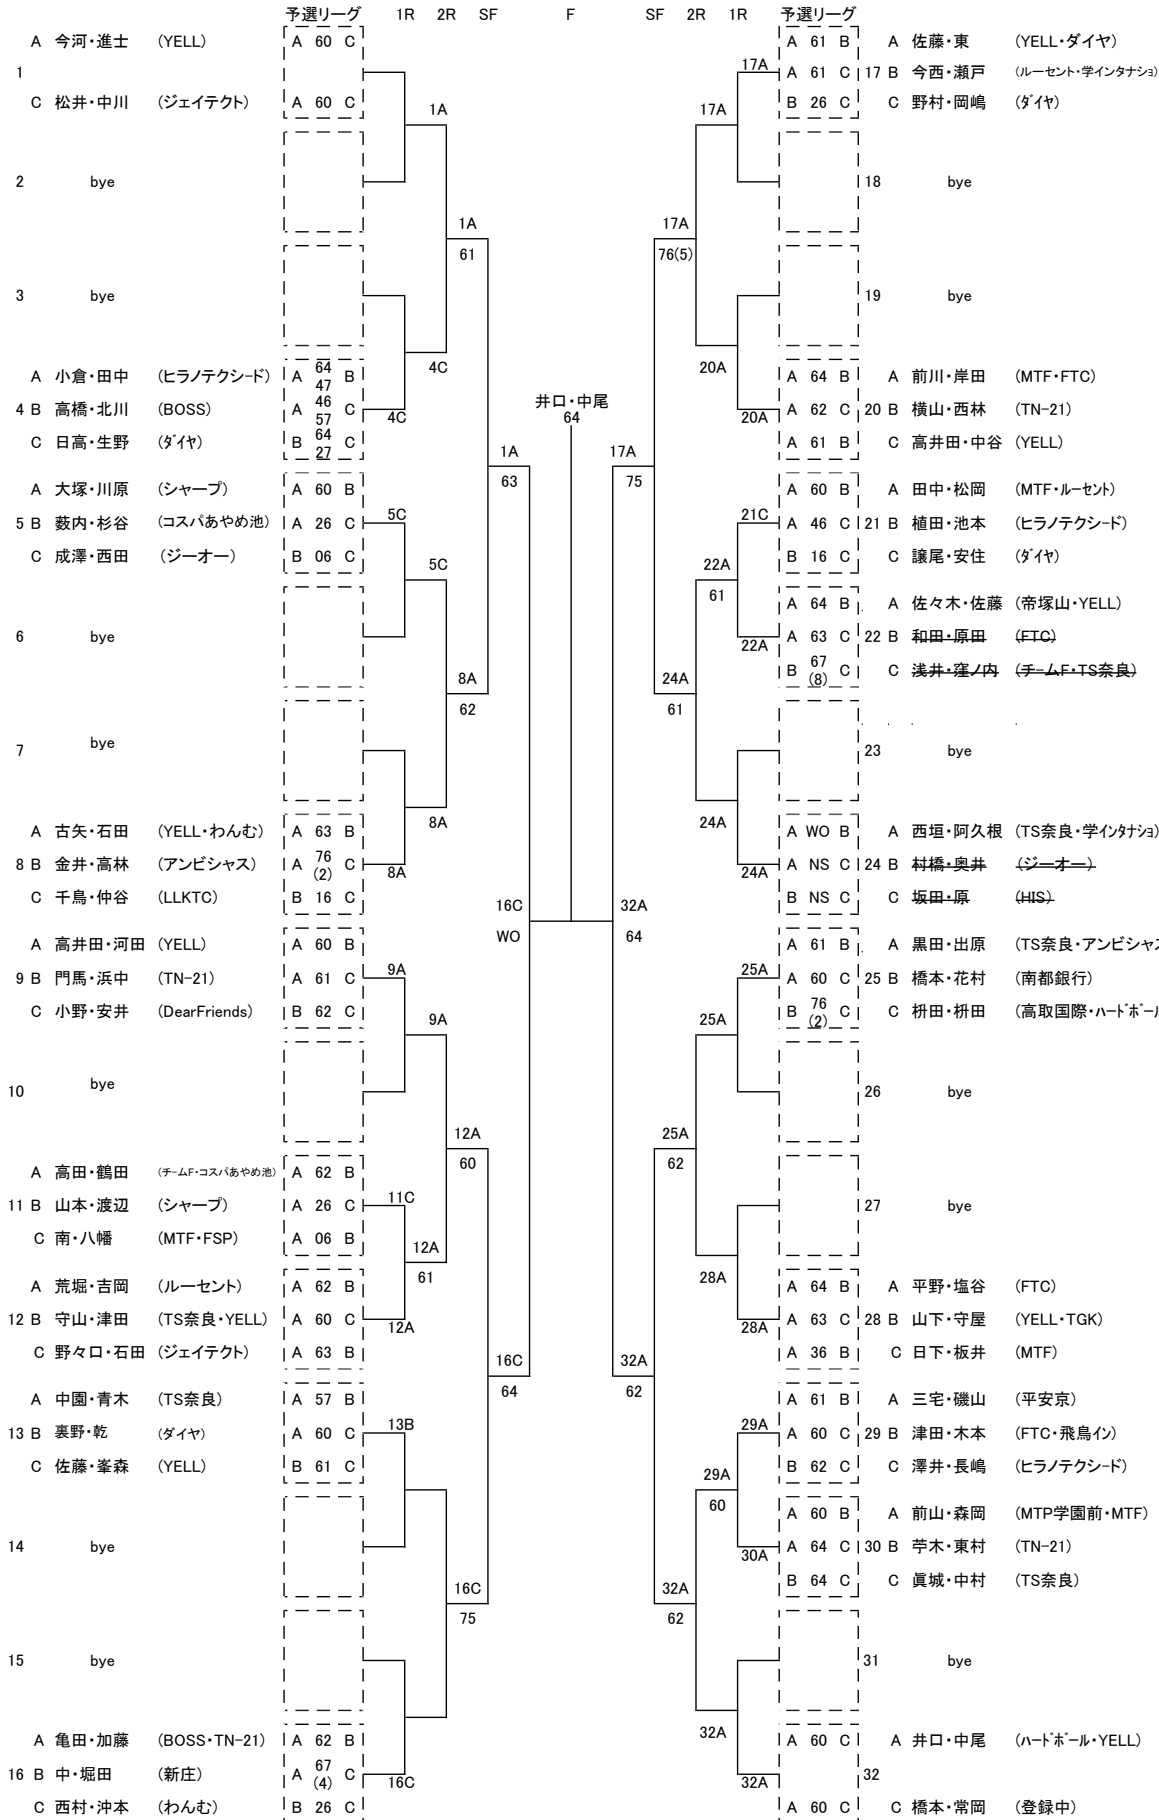 予選リーグ 1R 2R SF F SF 2R 1R 予選リーグ
A 今河・進士 (YELL) A 60 C
A 61 B A 佐藤・東 (YELL・ダイヤ)
1
17A A 61 C 17 B 今西・瀬戸 (ルーセント・学インタナショ)
C 松井・中川 (ジェイテクト) A 60 C
1A 17A
B 26 C C 野村・岡嶋 (ダイヤ)
2 bye
18 bye
1A 17A
61 76(5)
3 bye
19 bye
4C 20A
A 小倉・田中 (ヒラノテクシード) A 64 47 B
A 64 B A 前川・岸田 (MTF・FTC)
井口・中尾
64
4 B 高橋・北川 (BOSS) A 46 57 C 4C
20A A 62 C 20 B 横山・西林 (TN-21)
C 日高・生野 (ダイヤ) B 64 27 C
A 61 B C 高井田・中谷 (YELL)
1A 17A
63 75
A 大塚・川原 (シャープ) A 60 B
A 60 B A 田中・松岡 (MTF・ルーセント)
5 B 薮内・杉谷 (コスパあやめ池) A 26 C 5C
21C A 46 C 21 B 植田・池本 (ヒラノテクシード)
C 成澤・西田 (ジーオー) B 06 C
B 16 C C 譲尾・安住 (ダイヤ)
5C 22A
61
A 64 B A 佐々木・佐藤 (帝塚山・YELL)
6 bye
22A A 63 C 22 B 和田・原田 (FTC)
B 67 (8) C C 浅井・窪ノ内 (チームF・TS奈良)
8A 24A
62 61
7 bye
23 bye
8A 24A
A 古矢・石田 (YELL・わんむ) A 63 B
A WO B A 西垣・阿久根 (TS奈良・学インタナショ)
8 B 金井・高林 (アンビシャス) A 76 (2) C 8A
24A A NS C 24 B 村橋・奥井 (ジーオー)
C 千鳥・仲谷 (LLKTC) B 16 C
B NS C C 坂田・原 (HIS)
16C 32A
WO 64
A 高井田・河田 (YELL) A 60 B
A 61 B A 黒田・出原 (TS奈良・アンビシャス
9 B 門馬・浜中 (TN-21) A 61 C 9A
25A A 60 C 25 B 橋本・花村 (南都銀行)
C 小野・安井 (DearFriends) B 62 C
B 76 (2) C C 枡田・枡田 (高取国際・ハードボール
9A 25A
10 bye
26 bye
12A 25A
60 62
A 高田・鶴田 (チームF・コスパあやめ池) A 62 B
11 B 山本・渡辺 (シャープ) A 26 C 11C
27 bye
C 南・八幡 (MTF・FSP) A 06 B
12A 28A
61
A 荒堀・吉岡 (ルーセント) A 62 B
A 64 B A 平野・塩谷 (FTC)
12 B 守山・津田 (TS奈良・YELL) A 60 C 12A
28A A 63 C 28 B 山下・守屋 (YELL・TGK)
C 野々口・石田 (ジェイテクト) A 63 B
A 36 B C 日下・板井 (MTF)
16C 32A
64 62
A 中園・青木 (TS奈良) A 57 B
A 61 B A 三宅・磯山 (平安京)
13 B 裏野・乾 (ダイヤ) A 60 C 13B
29A A 60 C 29 B 津田・木本 (FTC・飛鳥イン)
C 佐藤・峯森 (YELL) B 61 C
B 62 C C 澤井・長嶋 (ヒラノテクシード)
29A
60
A 60 B A 前山・森岡 (MTP学園前・MTF)
14 bye
30A A 64 C 30 B 苧木・東村 (TN-21)
B 64 C C 眞城・中村 (TS奈良)
16C 32A
75 62
15 bye
31 bye
32A
A 亀田・加藤 (BOSS・TN-21) A 62 B
A 60 C A 井口・中尾 (ハードボール・YELL)
16 B 中・堀田 (新庄) A 67 (4) C 16C
32A 32
C 西村・沖本 (わんむ) B 26 C
A 60 C C 橋本・常岡 (登録中)